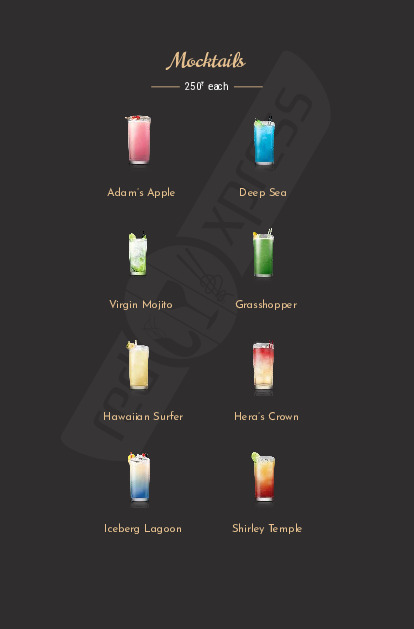 Mocktails
250₹ each
Adam's Apple
Deep Sea
Virgin Mojito
Grasshopper
Hawaiian Surfer
Hera's Crown
Iceberg Lagoon
Shirley Temple
red xpress